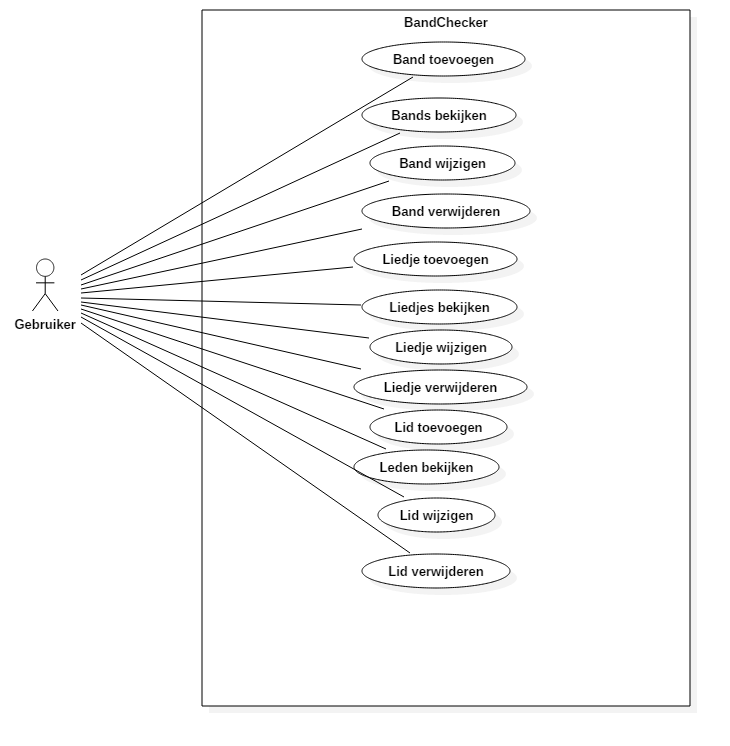 BandChecker
Band toevoegen
Bands bekijken
Band wijzigen
Band verwijderen
Liedje toevoegen
Liedjes bekijken
Gebruiker
Liedje wijzigen
Liedje verwijderen
Lid toevoegen
Leden bekijken
Lid wijzigen
Lid verwijderen